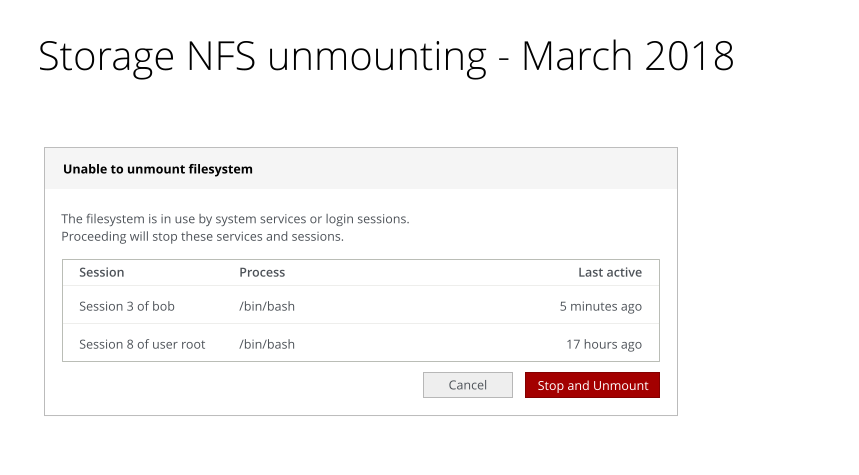 Storage NFS unmounting - March 2018
Unable to unmount filesystem
The filesystem is in use by system services or login sessions.
Proceeding will stop these services and sessions.
Session Process Last active
Session 3 of bob /bin/bash 5 minutes ago
Session 8 of user root /bin/bash 17 hours ago
Cancel Stop and Unmount